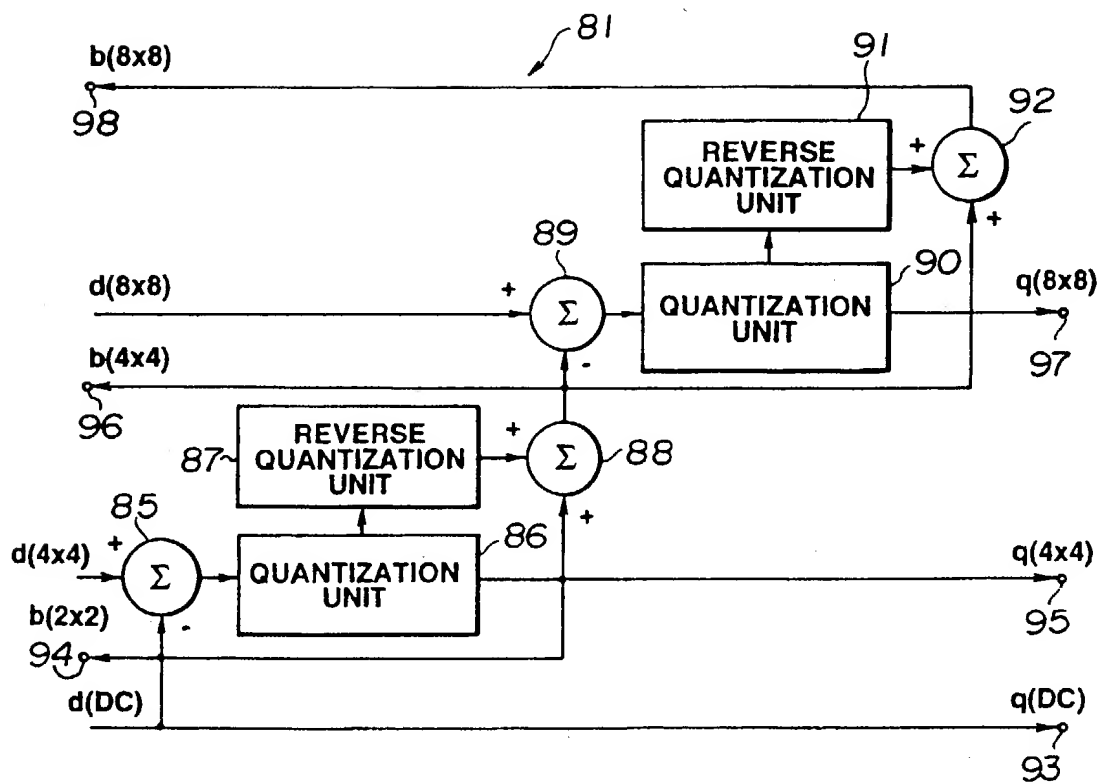 81
b(8x8)
98
91
92
REVERSE
QUANTIZATION
UNIT
+
Σ
+
89
90
d(8x8)
+
Σ
-
QUANTIZATION
UNIT
q(8x8)
97
b(4x4)
96
87
REVERSE
QUANTIZATION
UNIT
+
Σ
88
+
85
86
d(4x4)
+
Σ
-
QUANTIZATION
UNIT
q(4x4)
95
b(2x2)
94
d(DC)
q(DC)
93